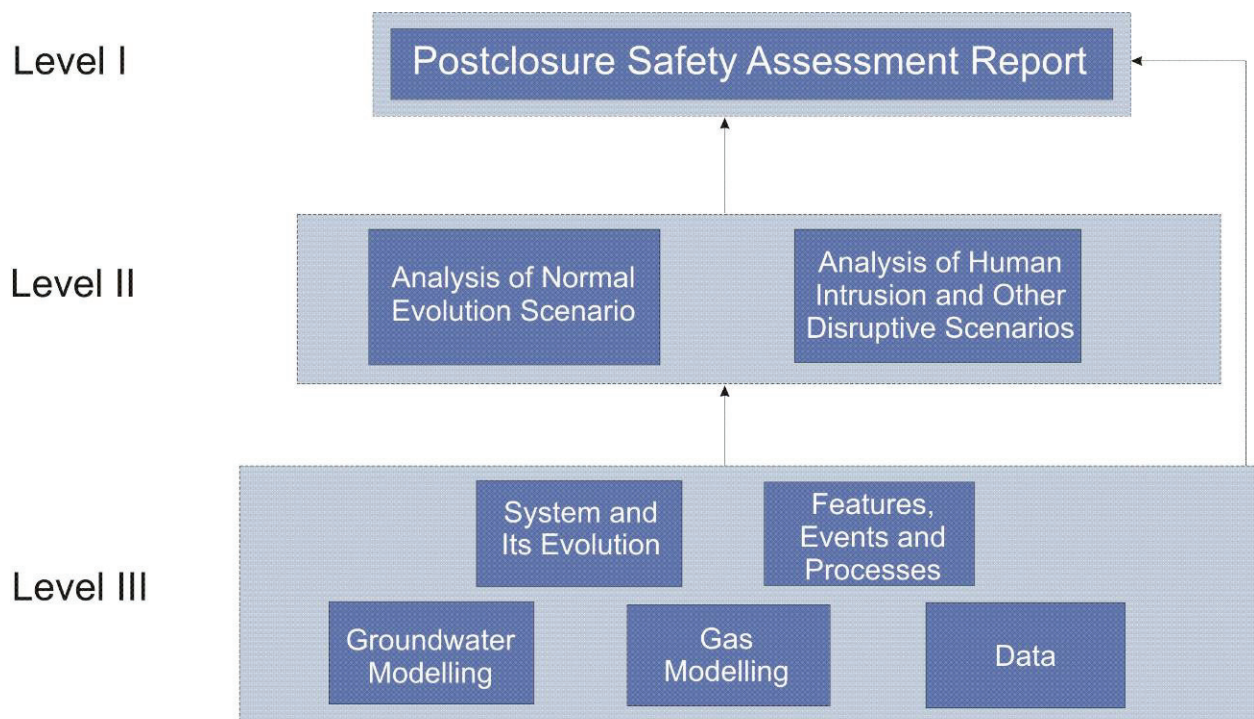 Level I
Postclosure Safety Assessment Report
Level II
Analysis of Normal
Evolution Scenario
Analysis of Human
Intrusion and Other
Disruptive Scenarios
Level III
System and
Its Evolution
Features,
Events and
Processes
Groundwater
Modelling
Gas
Modelling
Data